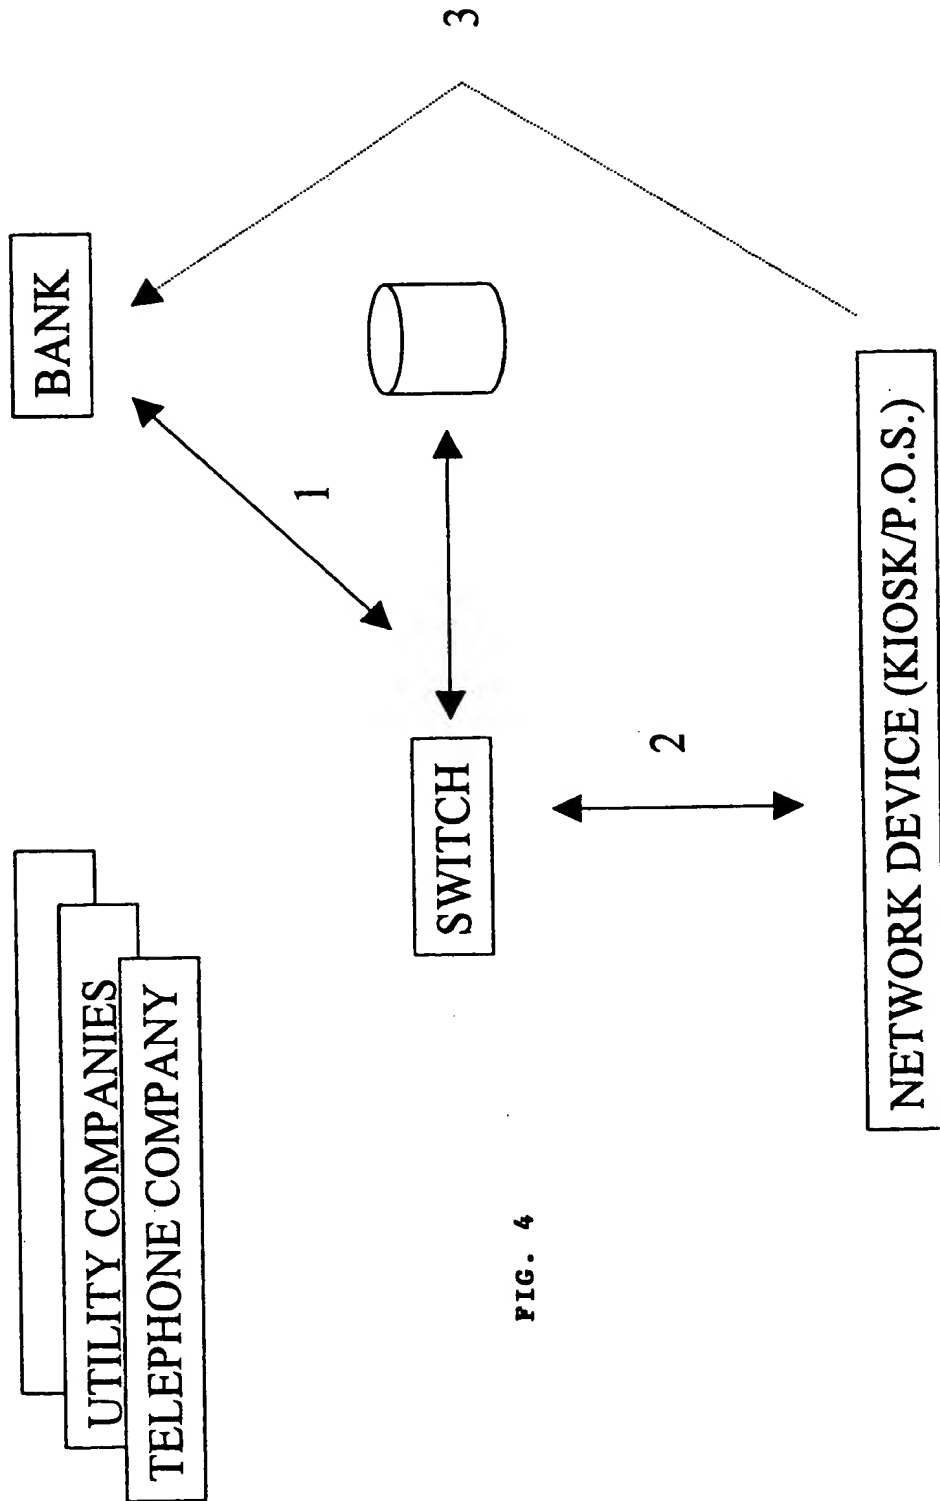 UTILITY COMPANIES
TELEPHONE COMPANY
BANK
1
3
SWITCH
2
NETWORK DEVICE (KIOSK/P.O.S.)
FIG. 4